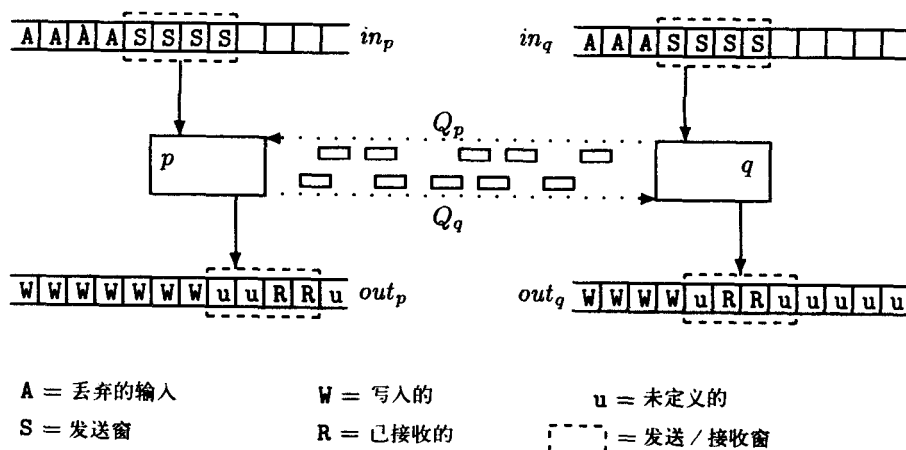 A A A A S S S S in_p
in_q A A A S S S S
Q_p
p
q
Q_q
W W W W W W W u u R R u out_p
out_q W W W W u R R u u u u u
A = 丢弃的输入 W = 写入的 u = 未定义的
S = 发送窗 R = 已接收的 = 发送 / 接收窗